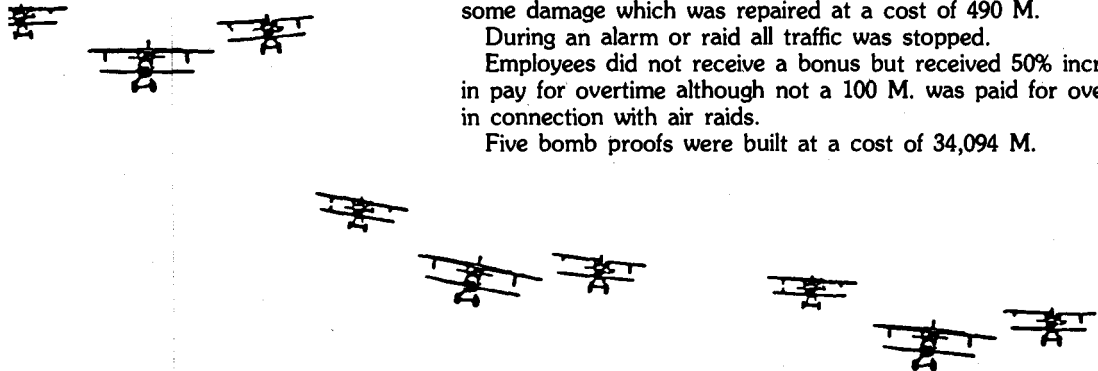 some damage which was repaired at a cost of 490 M.
During an alarm or raid all traffic was stopped.
Employees did not receive a bonus but received 50%
in pay for overtime although not a 100 M. was paid for
in connection with air raids.
Five bomb proofs were built at a cost of 34,094 M.